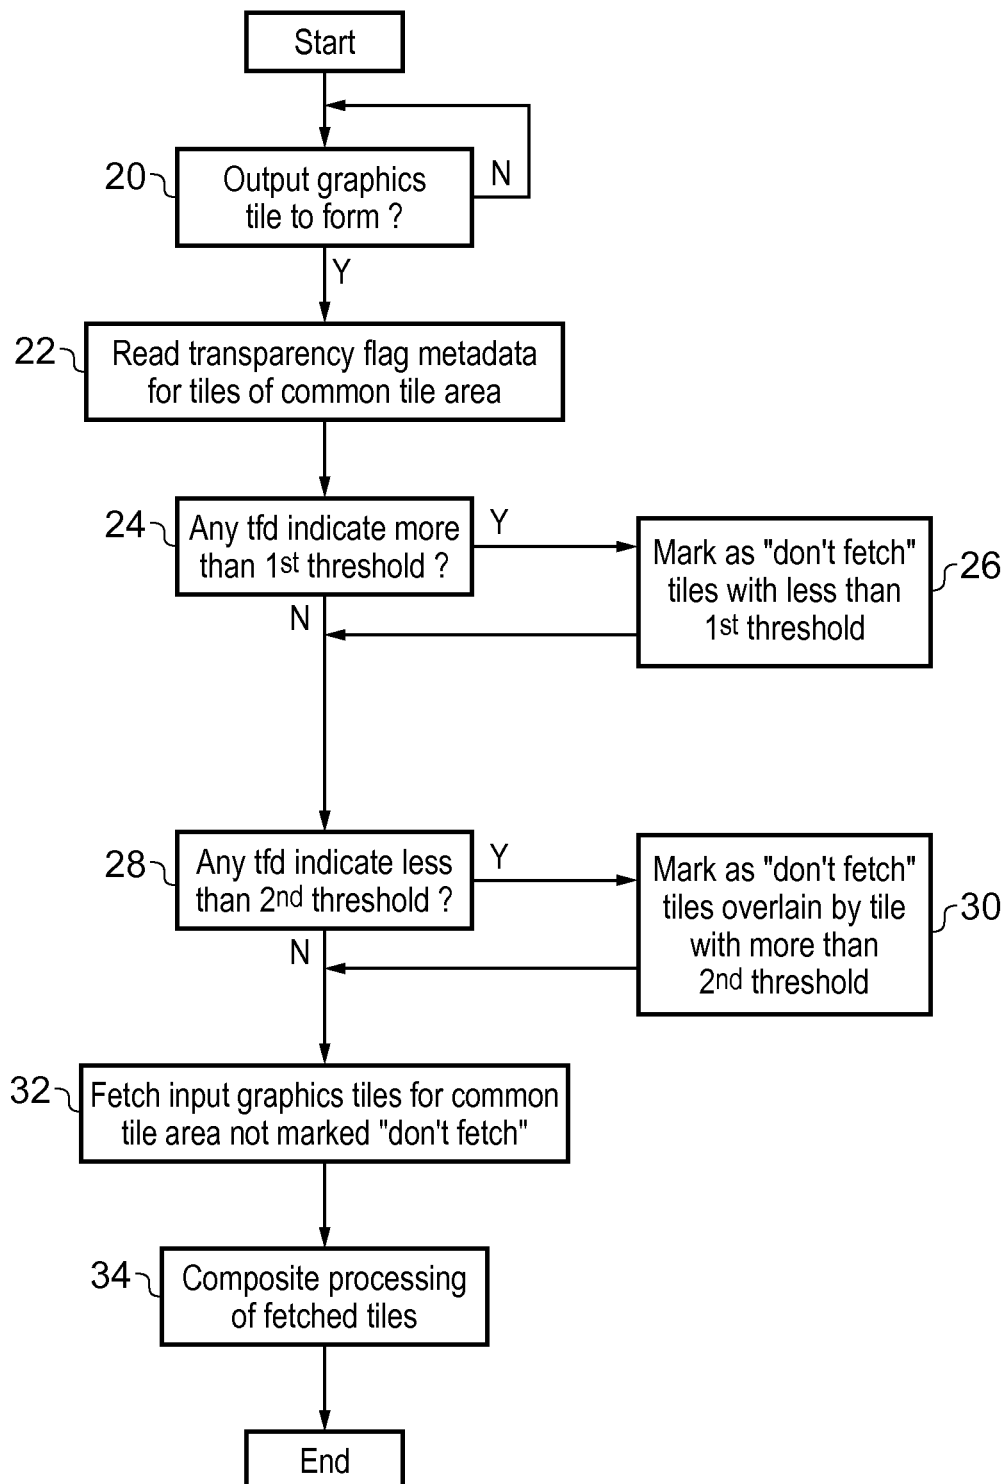 Start
20
Output graphics
tile to form ?
N
Y
22
Read transparency flag metadata
for tiles of common tile area
24
Any tfd indicate more
than 1st threshold ?
Y
N
Mark as "don't fetch"
tiles with less than
1st threshold
26
28
Any tfd indicate less
than 2nd threshold ?
Y
N
Mark as "don't fetch"
tiles overlain by tile
with more than
2nd threshold
30
32
Fetch input graphics tiles for common
tile area not marked "don't fetch"
34
Composite processing
of fetched tiles
End